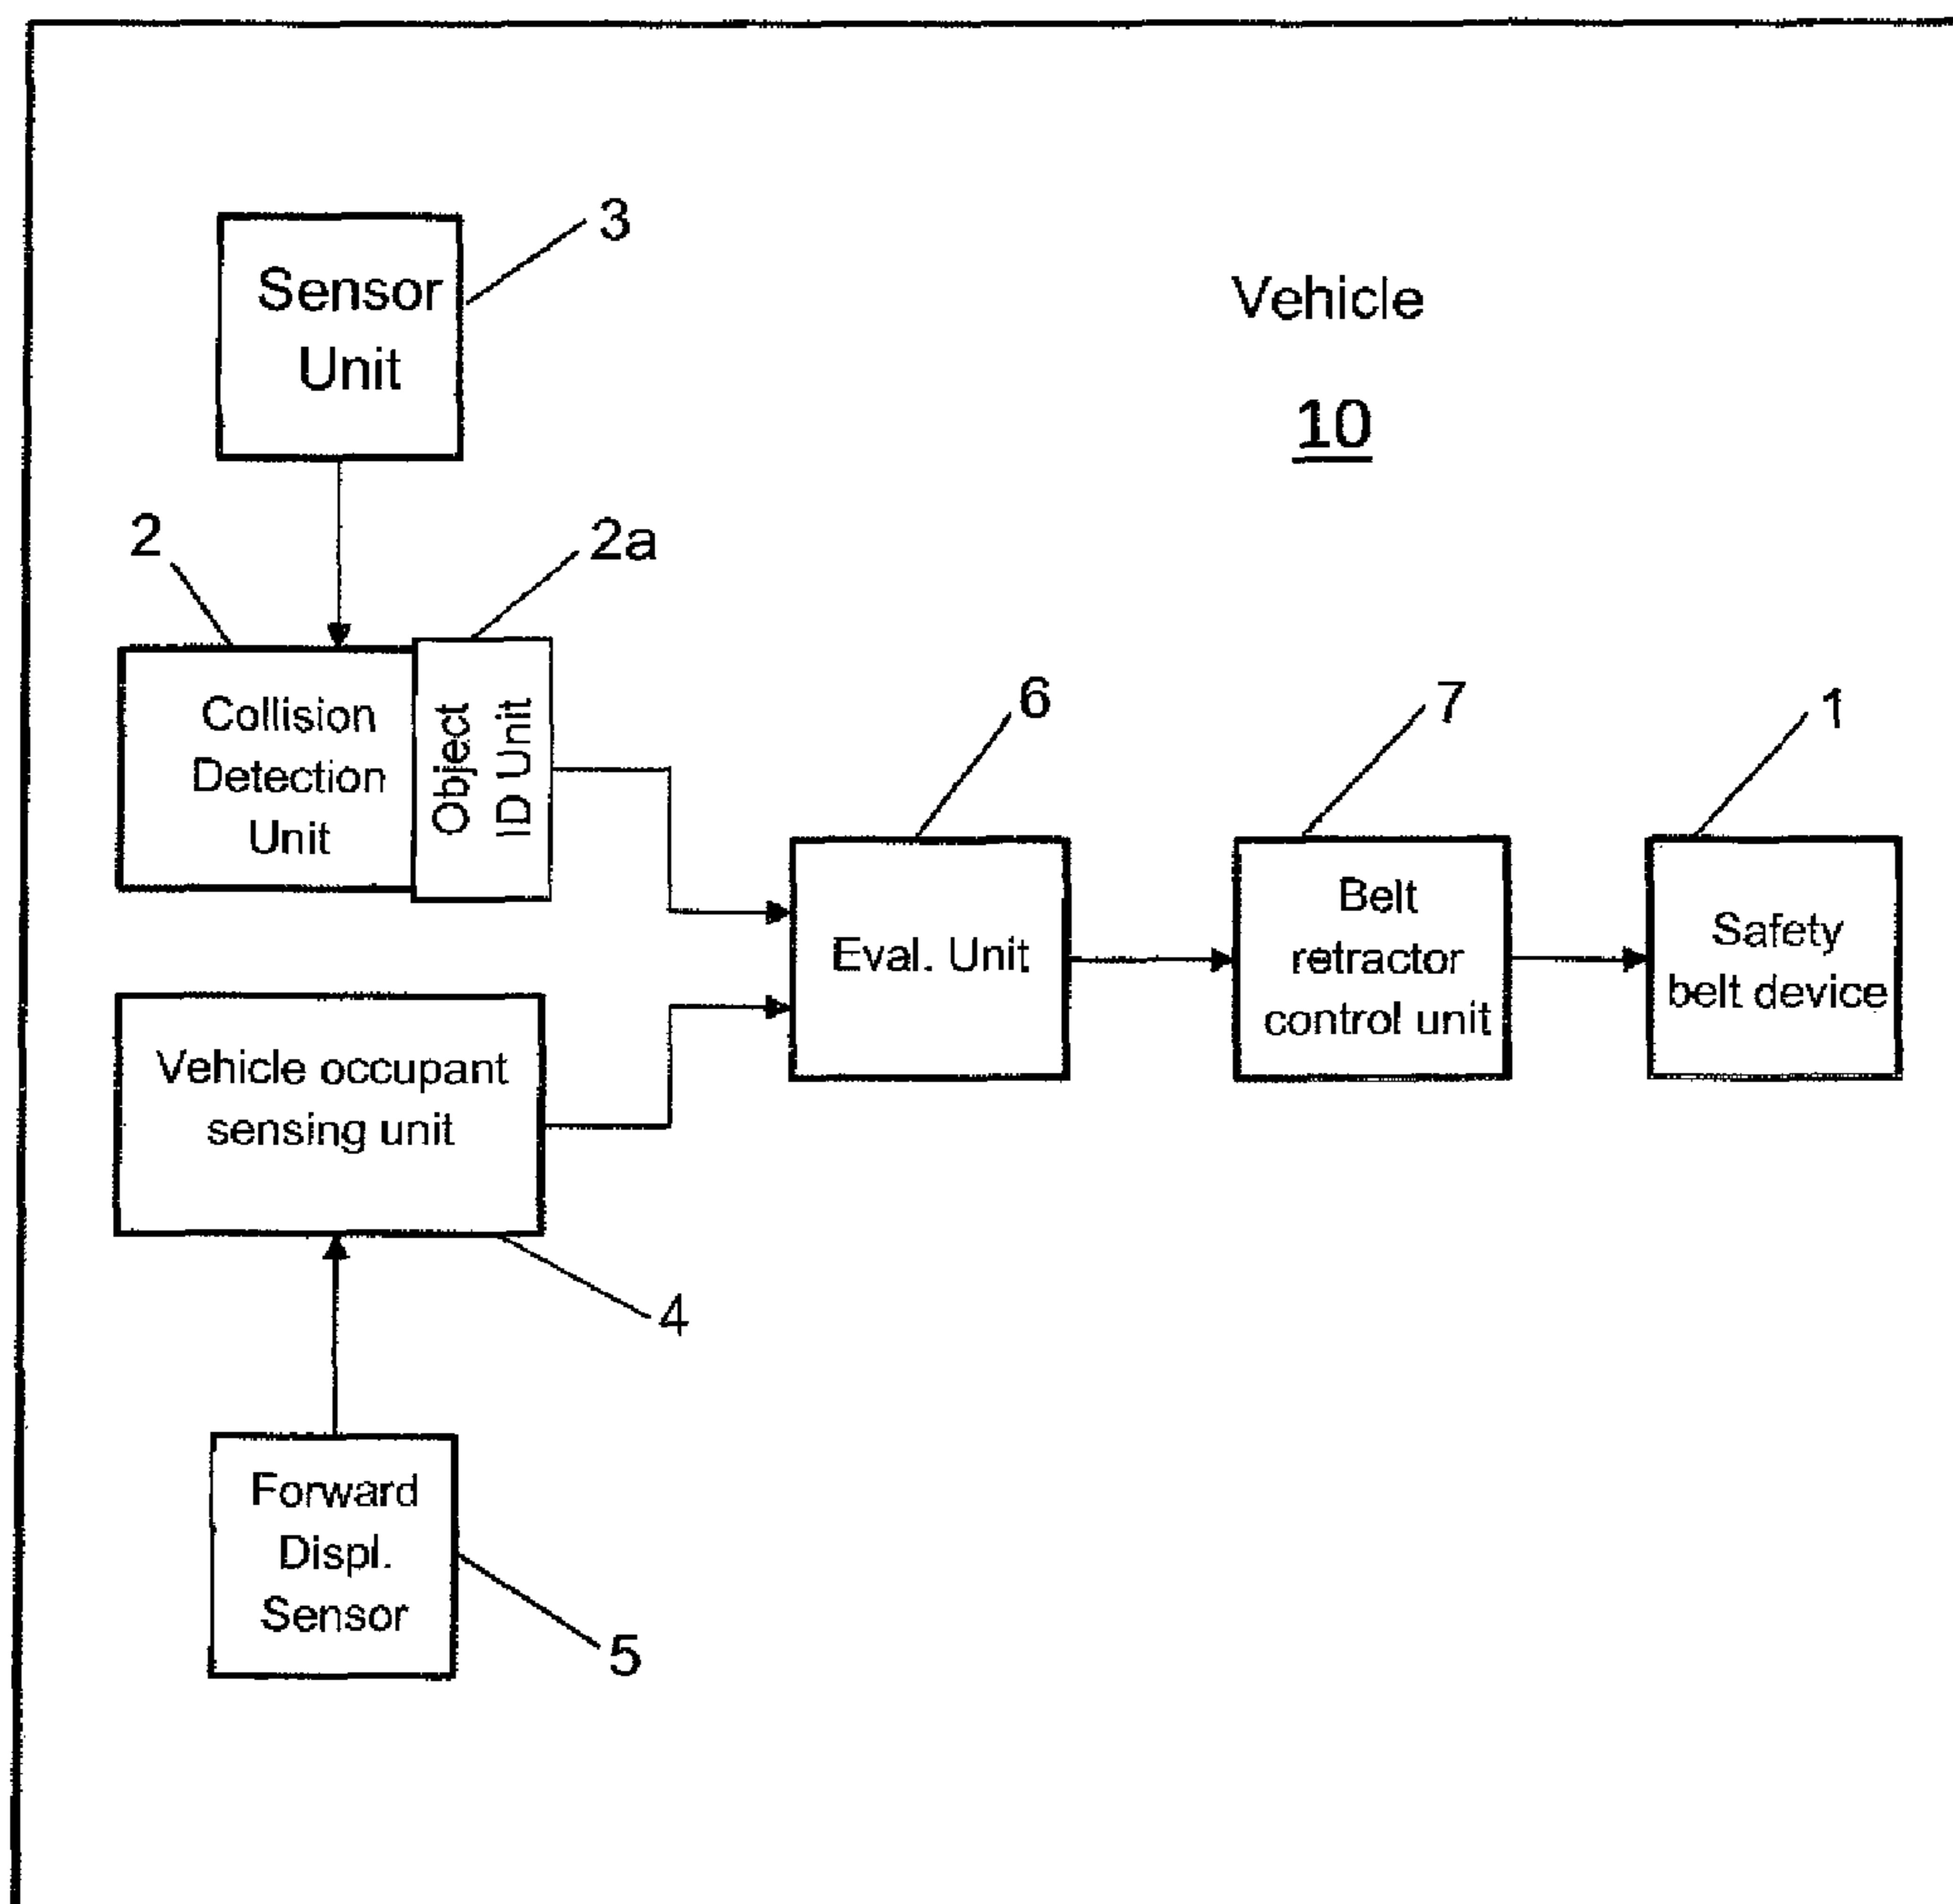 3
Sensor
Unit
Vehicle
10
2
2a
Collision
Detection
Unit
Object
ID Unit
6
7
1
Eval. Unit
Belt
retractor
control unit
Safety
belt device
Vehicle occupant
sensing unit
4
Forward
Displ.
Sensor
5